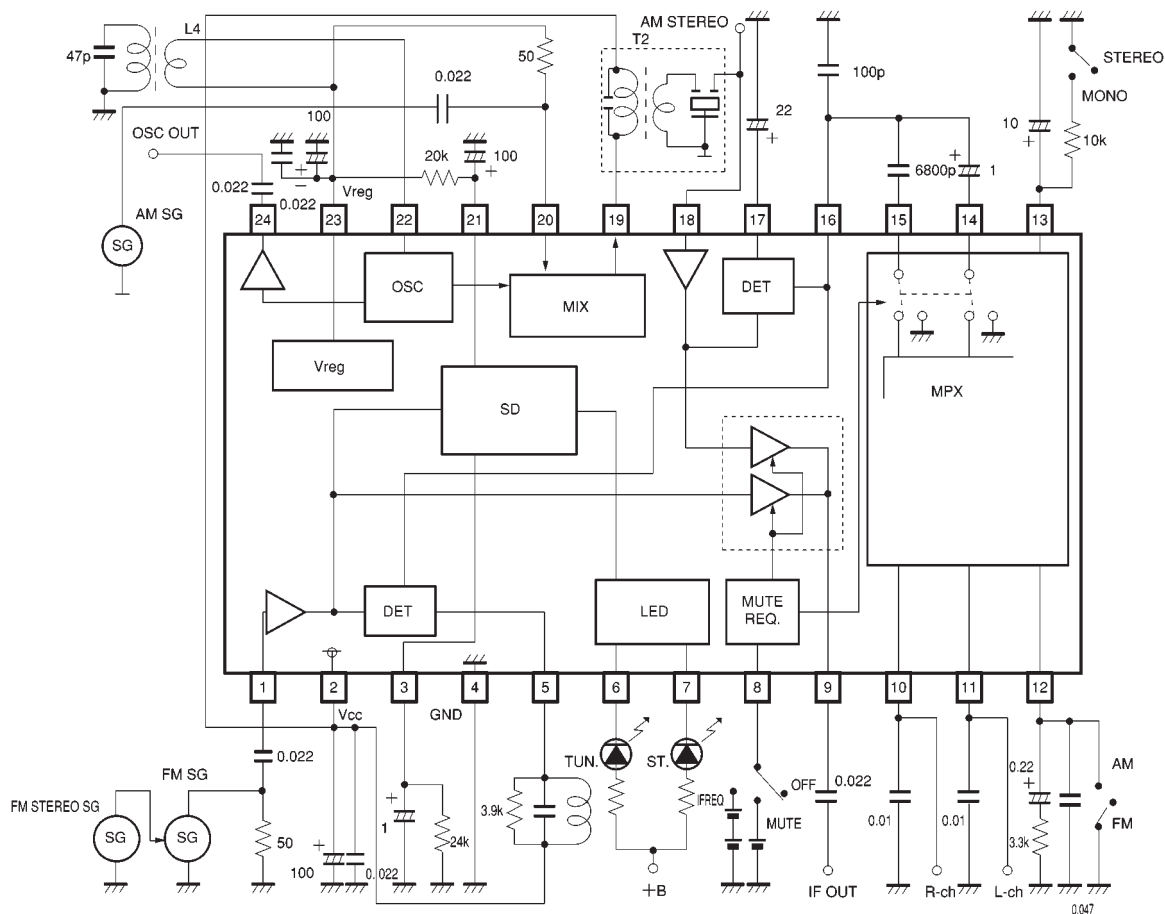 AM STEREO
L4
T2
47p
50
100p
STEREO
0.022
MONO
22
+
OSC OUT
100
10
+
10k
20k
100
+
6800p
+
1
+
−
0.022
0.022
Vreg
AM SG
SG
24
23
22
21
20
19
18
17
16
15
14
13
OSC
MIX
DET
Vreg
SD
MPX
DET
LED
MUTE
REQ.
1
2
3
4
5
6
7
8
9
10
11
12
Vcc
GND
0.022
FM SG
FM STEREO SG
SG
SG
50
+
100
0.022
+
1
24k
3.9k
TUN.
ST.
IFREQ
+B
OFF
MUTE
0.022
IF OUT
0.01
R-ch
0.01
L-ch
0.22
+
3.3k
0.047
AM
FM